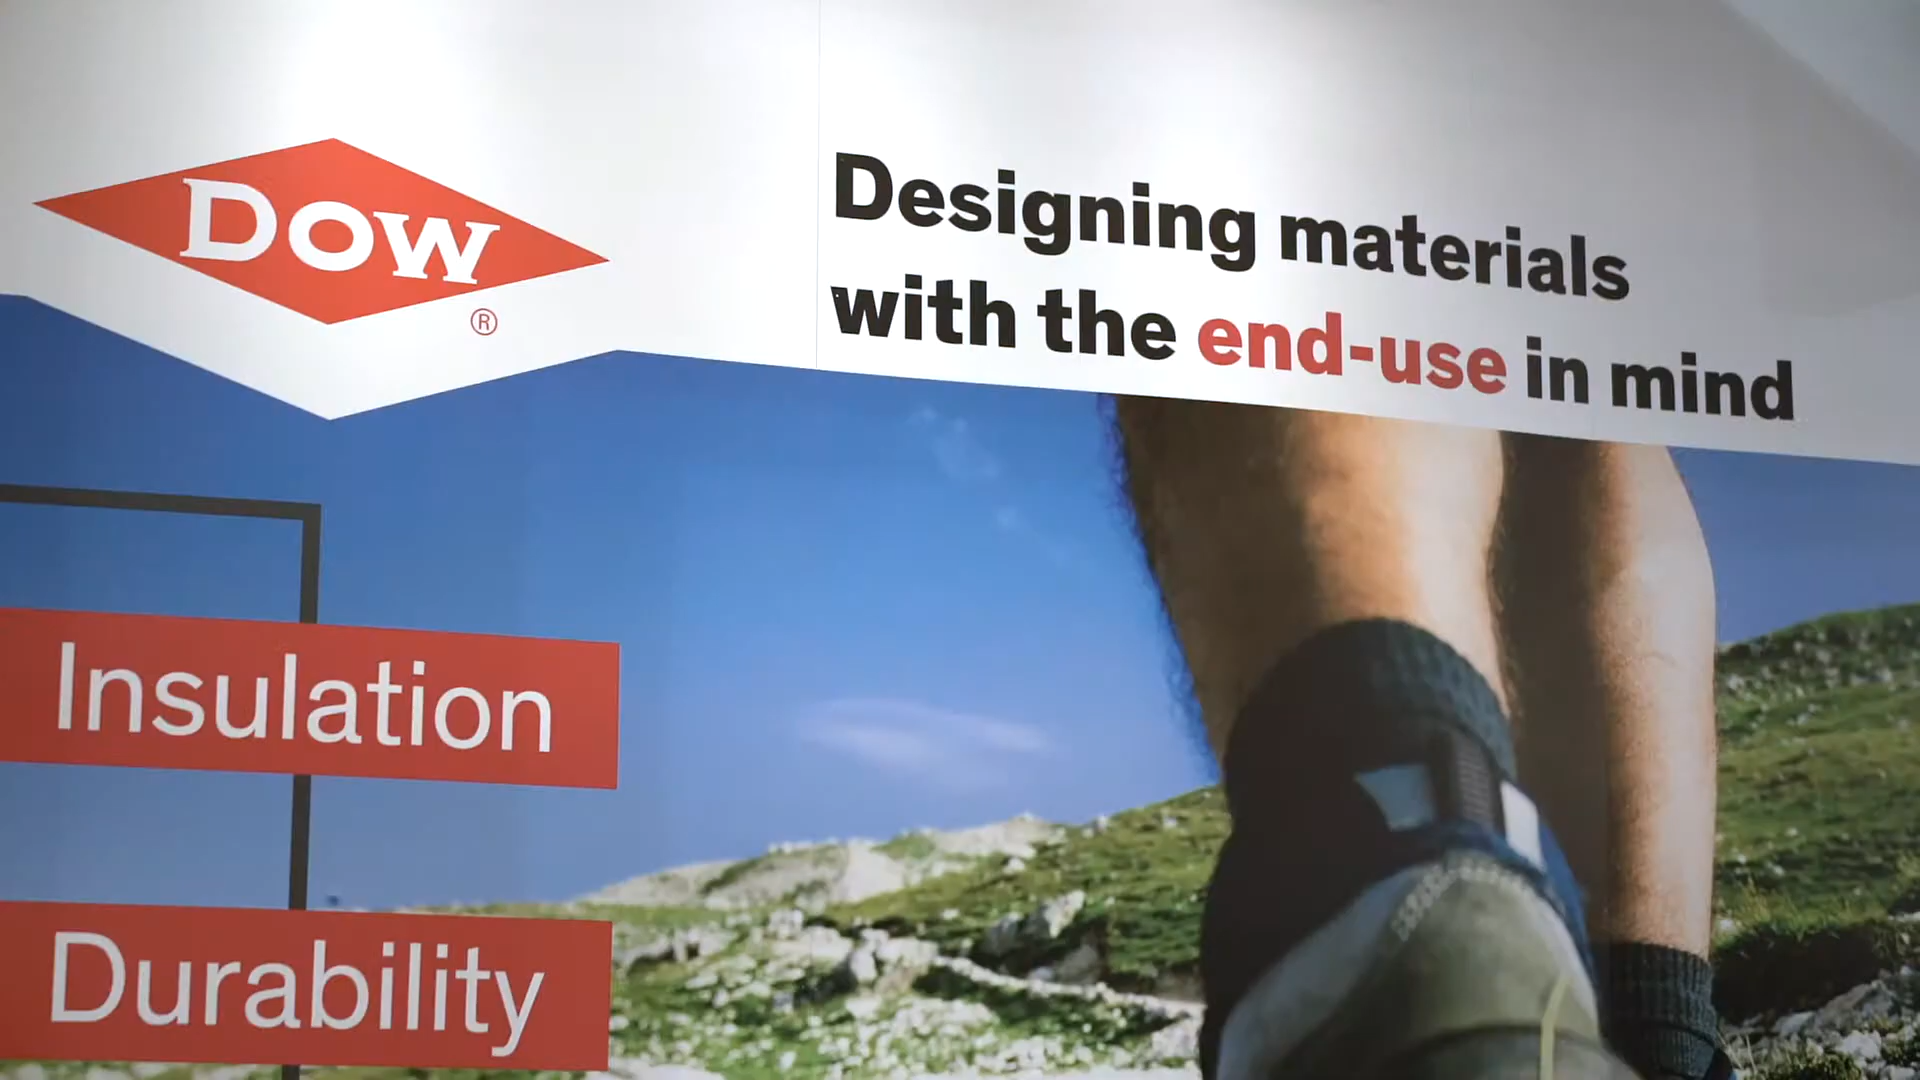 DOW
®
Designing materials
with the end-use in mind
Insulation
Durability